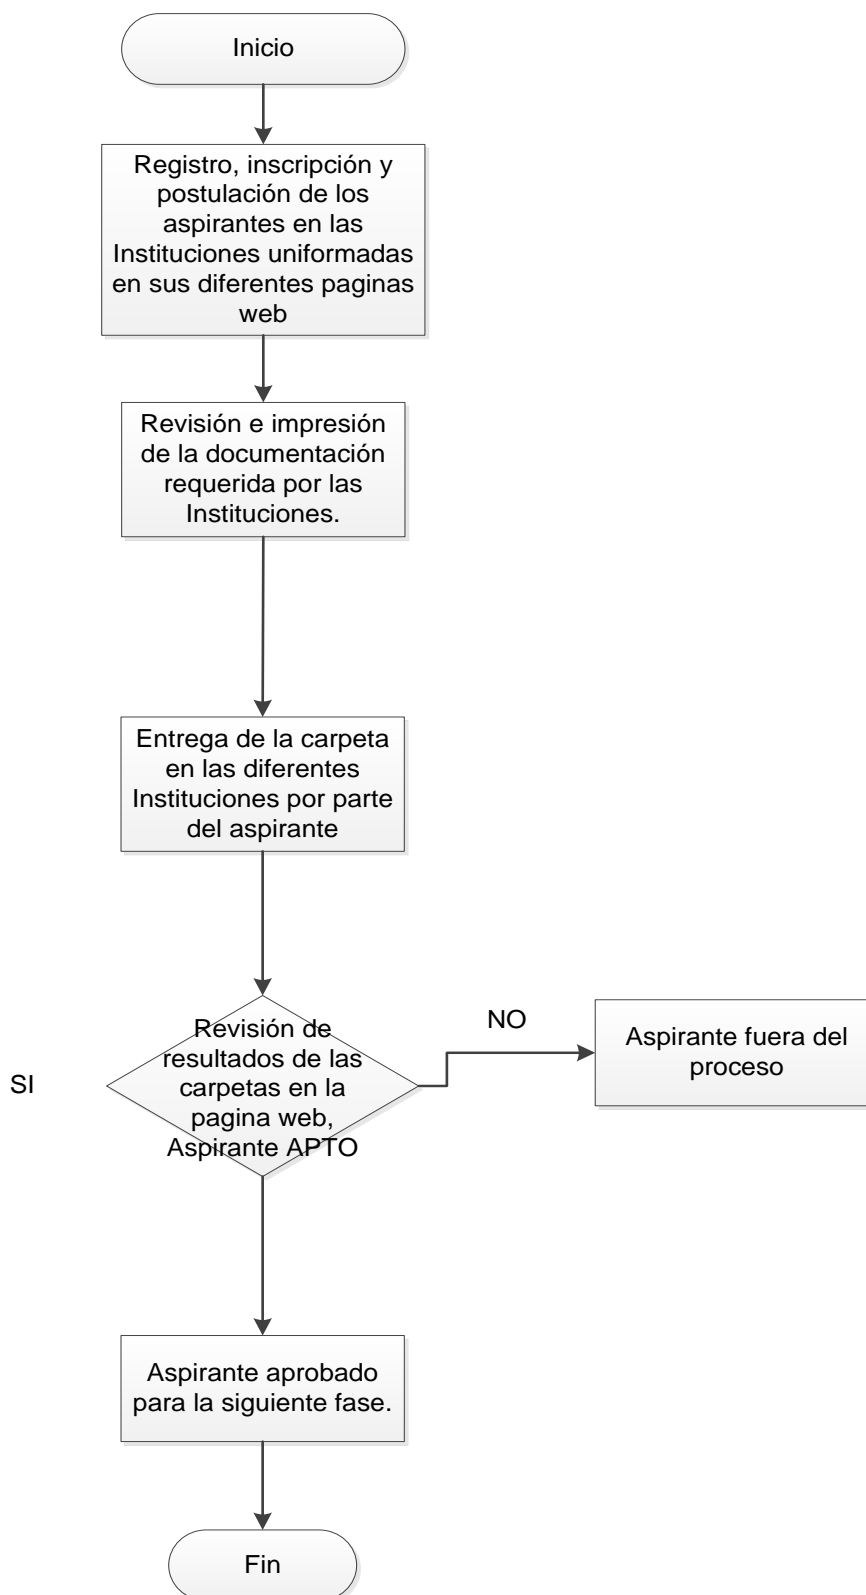 Inicio
Registro, inscripción y
postulación de los
aspirantes en las
Instituciones uniformadas
en sus diferentes paginas
web
Revisión e impresión
de la documentación
requerida por las
Instituciones.
Entrega de la carpeta
en las diferentes
Instituciones por parte
del aspirante
Revisión de
resultados de las
carpetas en la
pagina web,
Aspirante APTO
SI
NO
Aspirante fuera del
proceso
Aspirante aprobado
para la siguiente fase.
Fin